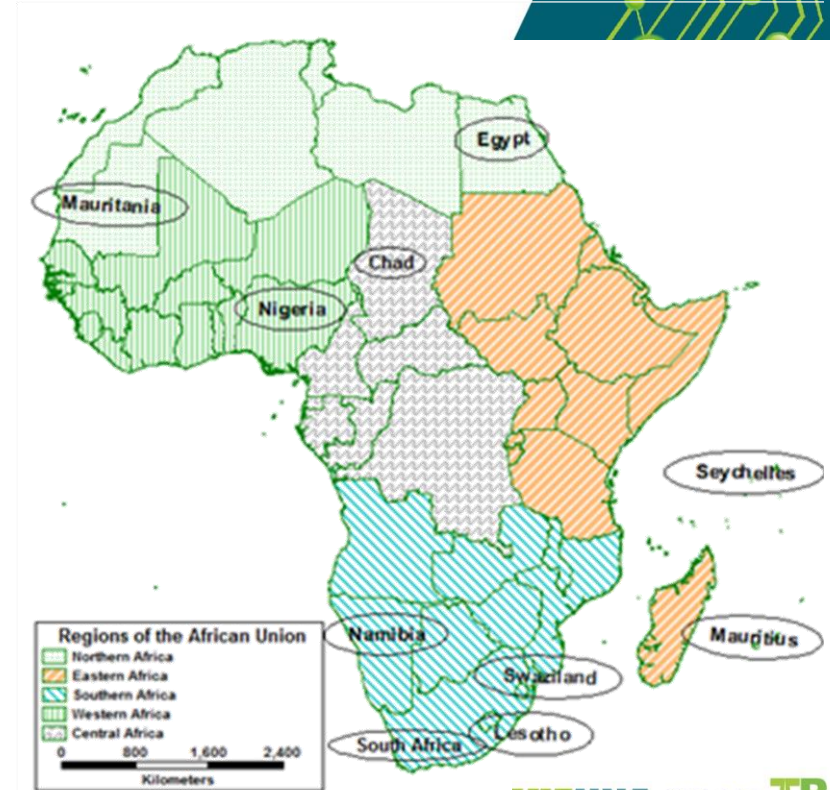 Egypt
Mauritania
Chad
Nigeria
Seychelles
Namibia
Mauritius
Swaziland
Lesotho
South Africa
Regions of the African Union
Northern Africa
Eastern Africa
Southern Africa
Western Africa
Central Africa
0 800 1,600 2,400
Kilometers